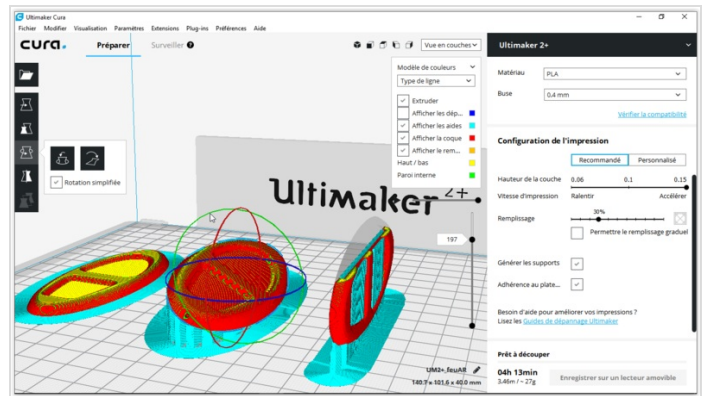 Ultimaker Cura
Fichier Modifier Visualisation Paramètres Extensions Plug-ins Préférences Aide
cura.
Préparer
Surveiller
Vue en couches
Ultimaker 2+
Modèle de couleurs
Type de ligne
Extruder
Afficher les dép...
Afficher les aides
Afficher la coque
Afficher le rem...
Haut / bas
Paroi interne
Rotation simplifiée
Ultimaker 2+
197
UM2+_feuAR
140.7 x 101.6 x 40.0 mm
Matériau PLA
Buse 0.4 mm
Vérifier la compatibilité
Configuration de l'impression
Recommandé Personnalisé
Hauteur de la couche 0.06 0.1 0.15
Vitesse d'impression Ralentir Accélérer
Remplissage 30%
Permettre le remplissage graduel
Générer les supports
Adhérence au plate...
Besoin d'aide pour améliorer vos impressions ?
Lisez les Guides de dépannage Ultimaker
Prêt à découper
04h 13min
3.46m / ~ 27g
Enregistrer sur un lecteur amovible